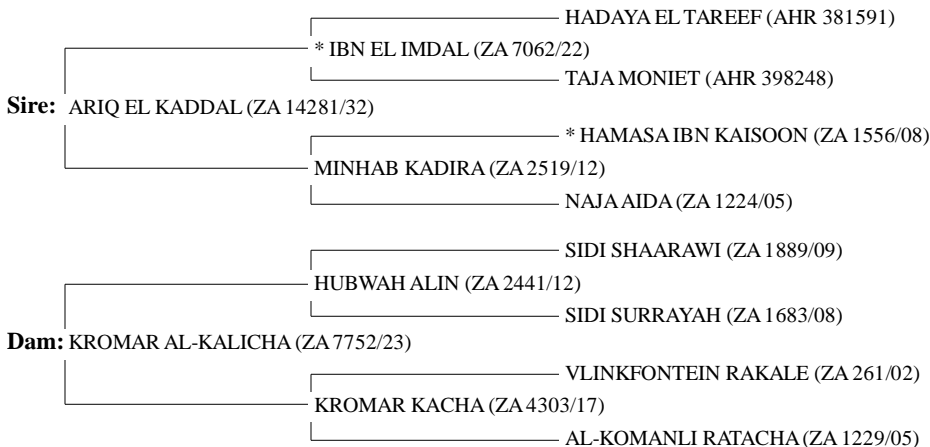 HADAYA EL TAREEF (AHR 381591)
* IBN EL IMDAL (ZA 7062/22)
TAJA MONIET (AHR 398248)
Sire: ARIQ EL KADDAL (ZA 14281/32)
* HAMASA IBN KAISOON (ZA 1556/08)
MINHAB KADIRA (ZA 2519/12)
NAJA AIDA (ZA 1224/05)
SIDI SHAARAWI (ZA 1889/09)
HUBWAH ALIN (ZA 2441/12)
SIDI SURRAYAH (ZA 1683/08)
Dam: KROMAR AL-KALICHA (ZA 7752/23)
VLINKFONTEIN RAKALE (ZA 261/02)
KROMAR KACHA (ZA 4303/17)
AL-KOMANLI RATACHA (ZA 1229/05)